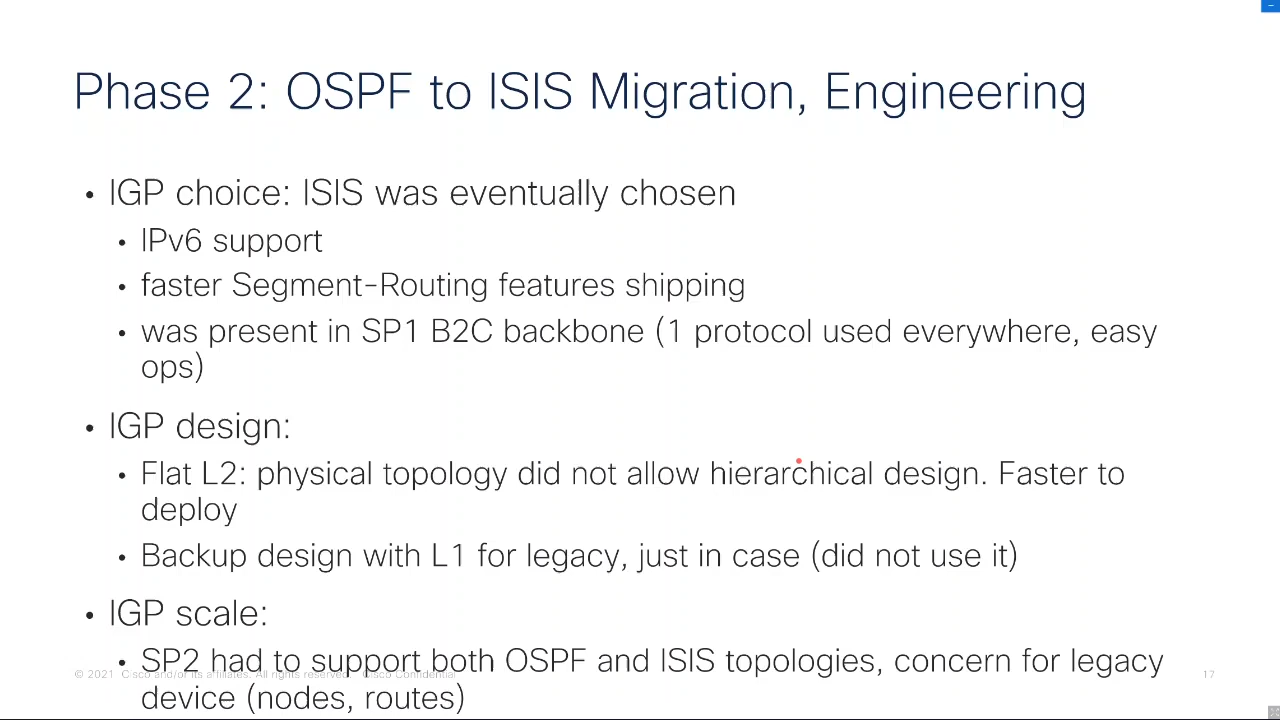 Phase 2: OSPF to ISIS Migration, Engineering
• IGP choice: ISIS was eventually chosen
• IPv6 support
• faster Segment-Routing features shipping
• was present in SP1 B2C backbone (1 protocol used everywhere, easy
ops)
• IGP design:
• Flat L2: physical topology did not allow hierarchical design. Faster to
deploy
• Backup design with L1 for legacy, just in case (did not use it)
• IGP scale:
• SP2 had to support both OSPF and ISIS topologies, concern for legacy
device (nodes, routes)
© 2021 Cisco and/or its affiliates. All rights reserved. Cisco Confidential
17